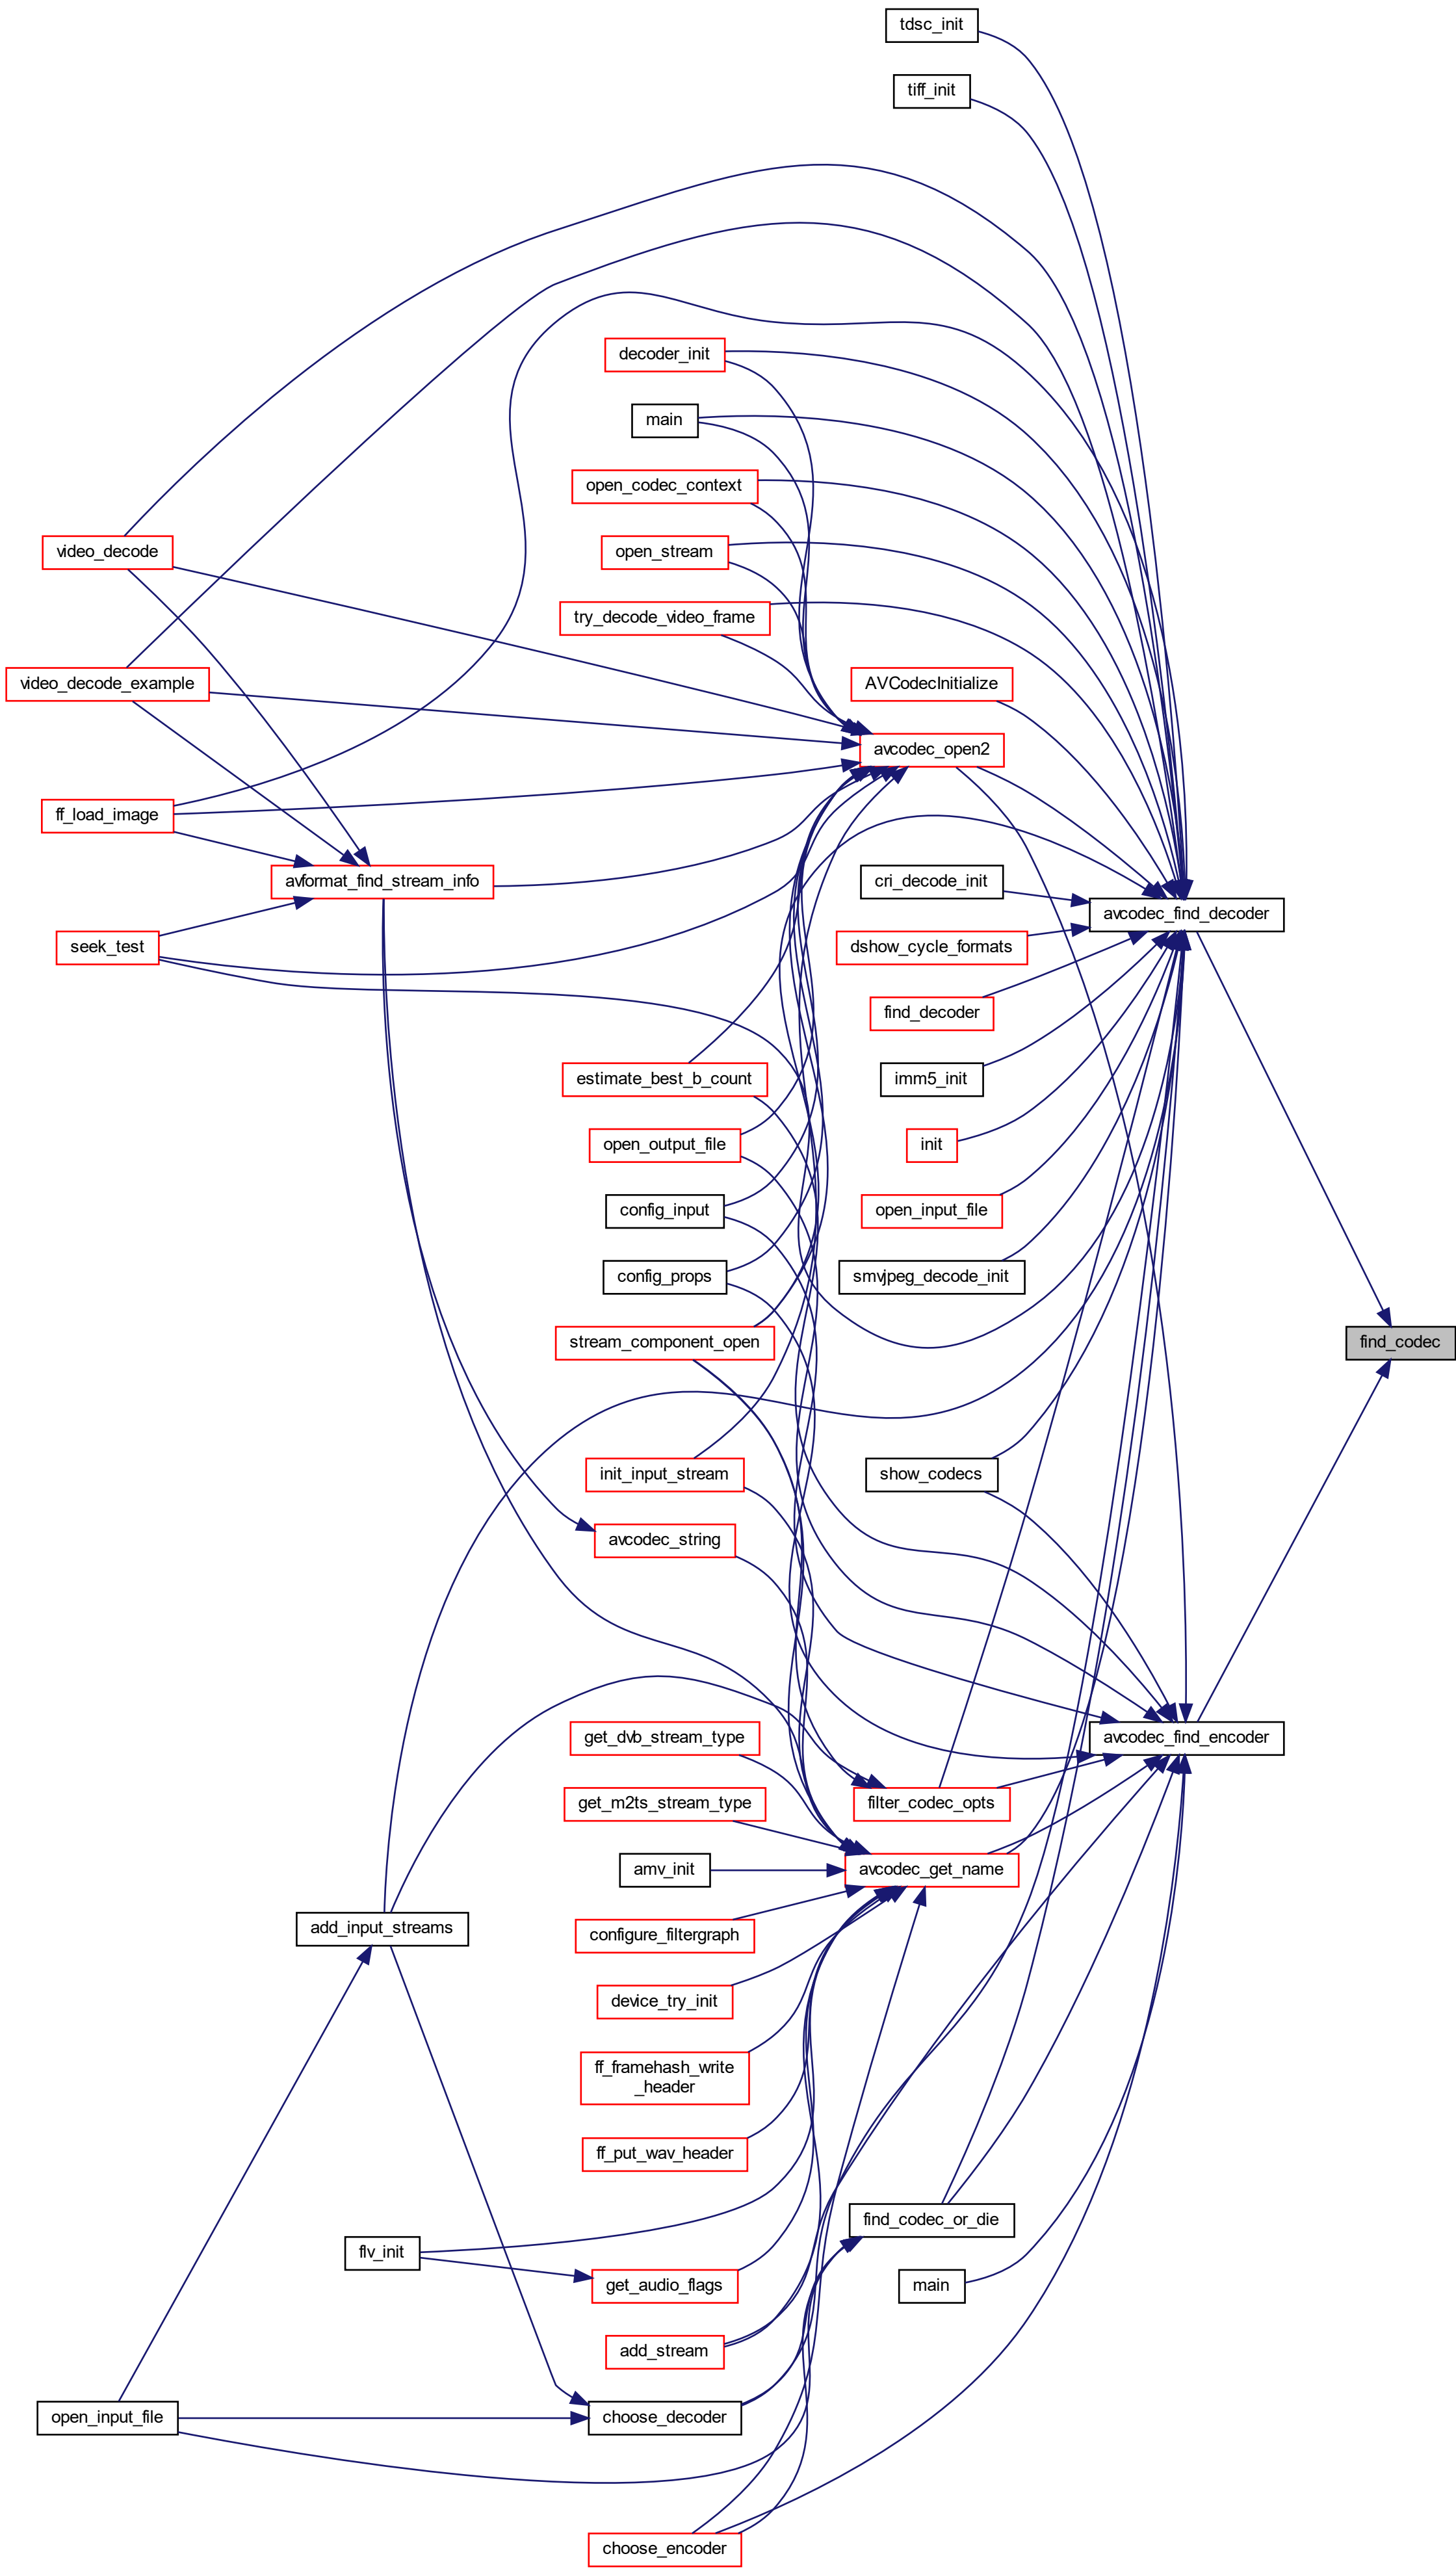 tdsc_init
tiff_init
decoder_init
main
open_codec_context
open_stream
video_decode
try_decode_video_frame
video_decode_example
AVCodecInitialize
avcodec_open2
ff_load_image
avformat_find_stream_info
cri_decode_init
avcodec_find_decoder
seek_test
dshow_cycle_formats
find_decoder
estimate_best_b_count
imm5_init
open_output_file
init
config_input
open_input_file
config_props
smvjpeg_decode_init
stream_component_open
find_codec
init_input_stream
show_codecs
avcodec_string
get_dvb_stream_type
avcodec_find_encoder
get_m2ts_stream_type
filter_codec_opts
amv_init
avcodec_get_name
add_input_streams
configure_filtergraph
device_try_init
ff_framehash_write
_header
ff_put_wav_header
find_codec_or_die
flv_init
get_audio_flags
main
add_stream
open_input_file
choose_decoder
choose_encoder